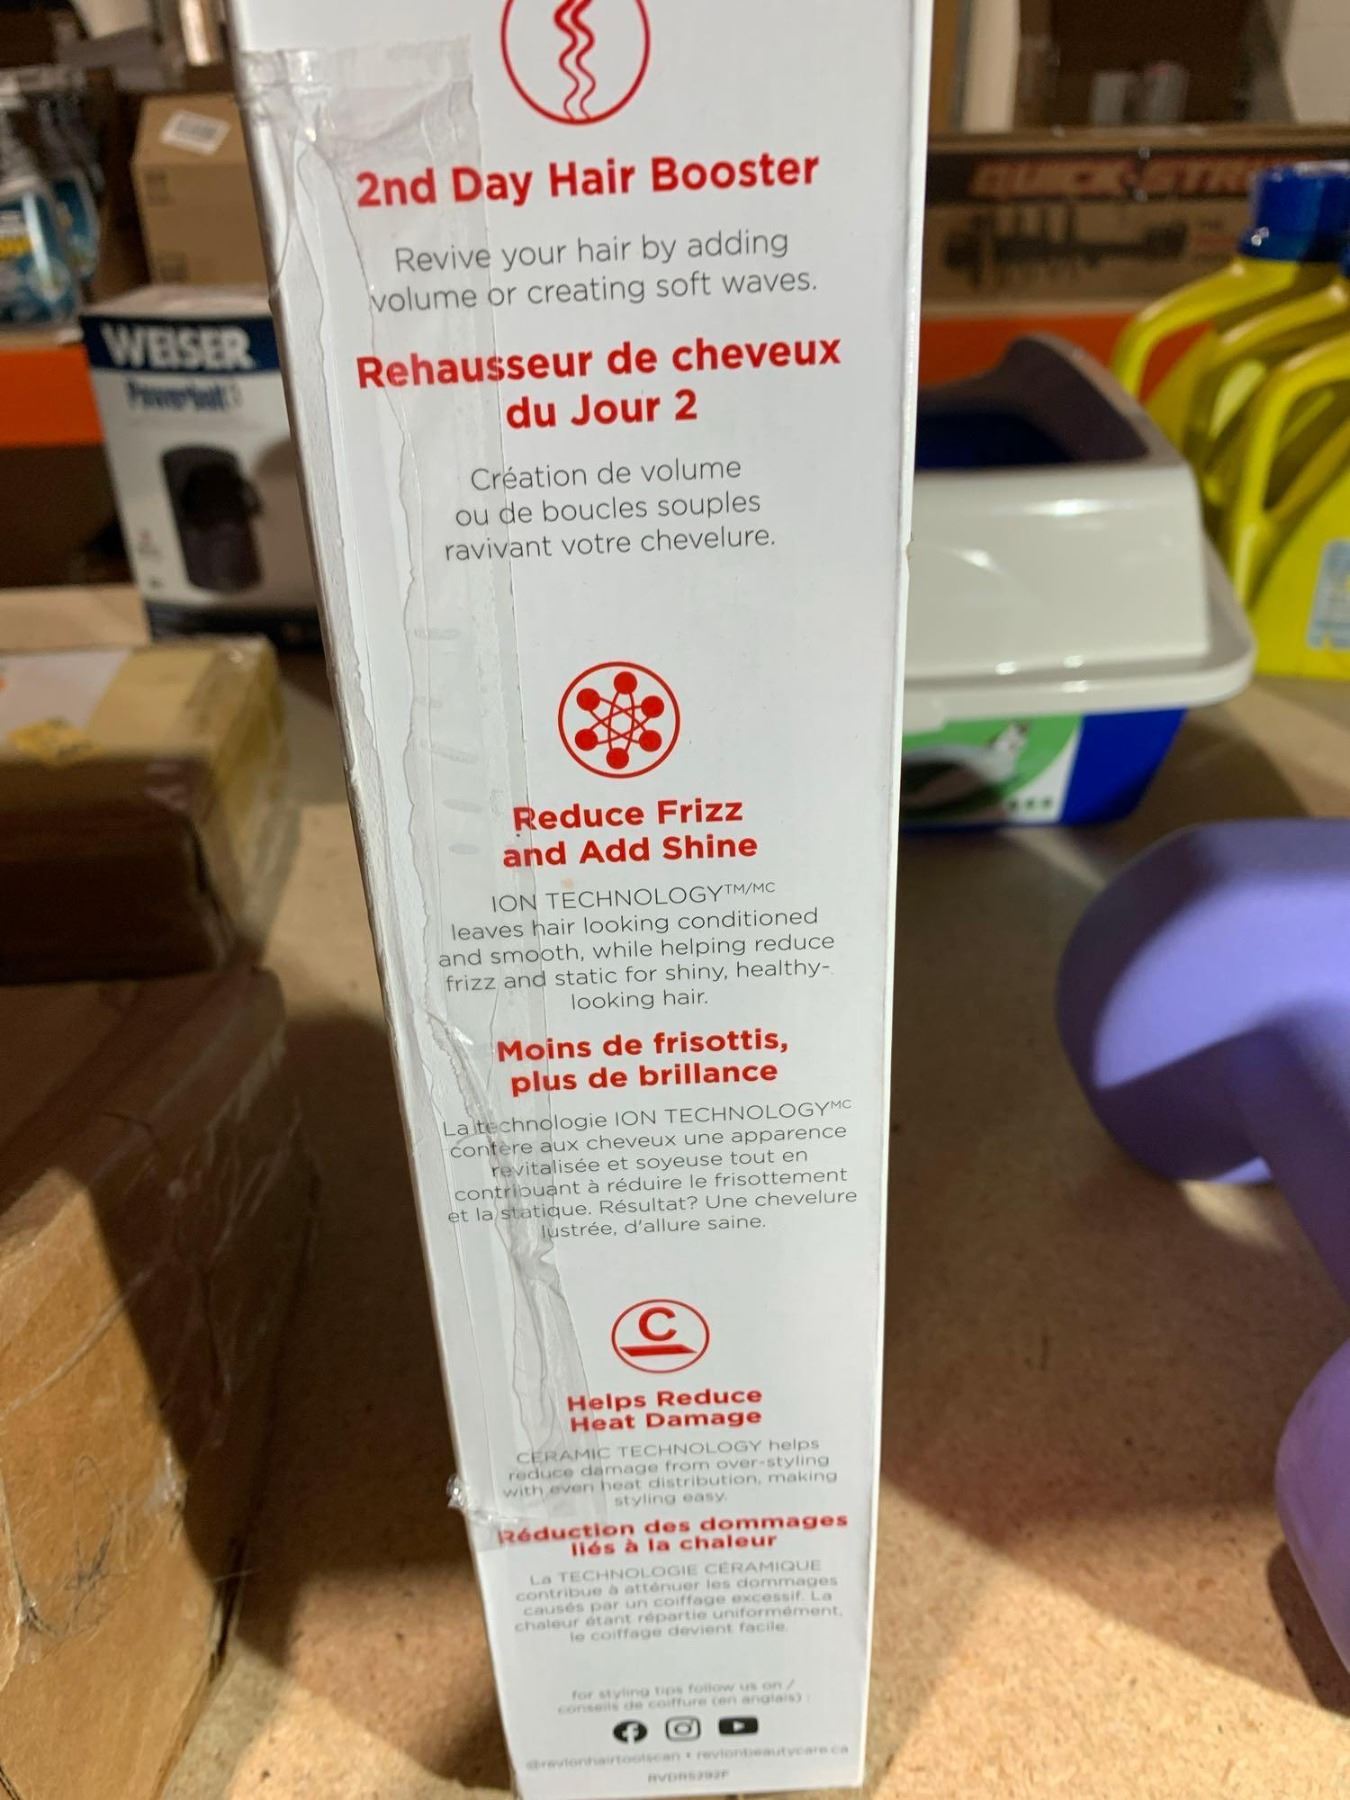 2nd Day Hair Booster
Revive your hair by adding
volume or creating soft waves.
Rehausseur de cheveux
du Jour 2
Création de volume
ou de boucles souples
ravivant votre chevelure.
Reduce Frizz
and Add Shine
ION TECHNOLOGYTM/MC
leaves hair looking conditioned
and smooth, while helping reduce
frizz and static for shiny, healthy-
looking hair.
Moins de frisottis,
plus de brillance
La technologie ION TECHNOLOGYMC
confère aux cheveux une apparence
revitalisée et soyeuse tout en
contribuant à réduire le frisottement
et la statique. Résultat? Une chevelure
lustrée, d'allure saine.
C
Helps Reduce
Heat Damage
CERAMIC TECHNOLOGY helps
reduce damage from over-styling
with even heat distribution, making
styling easy.
Réduction des dommages
liés à la chaleur
La TECHNOLOGIE CÉRAMIQUE
contribue à atténuer les dommages
causés par un coiffage excessif. La
chaleur étant répartie uniformément,
le coiffage devient facile.
for styling tips follow us on /
conseils de coiffure (en anglais) :
@revlonhairtoolscan • revlonbeautycare.ca
RVDR5292F
WEISER
Powerbolt